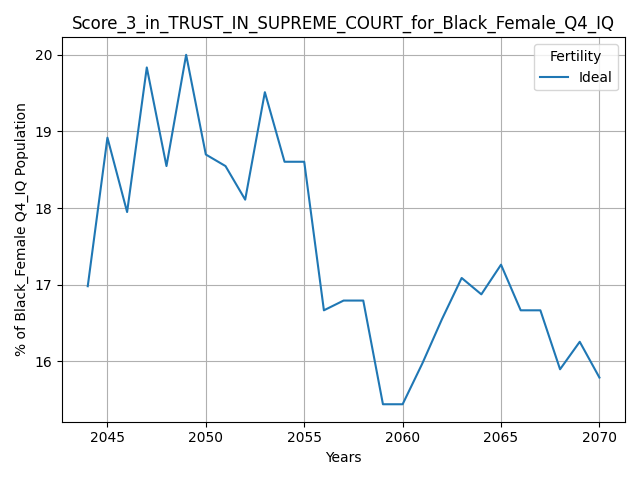 Score_3_in_TRUST_IN_SUPREME_COURT_for_Black_Female_Q4_IQ
Fertility
Ideal
% of Black_Female Q4_IQ Population
20
19
18
17
16
2045 2050 2055 2060 2065 2070
Years